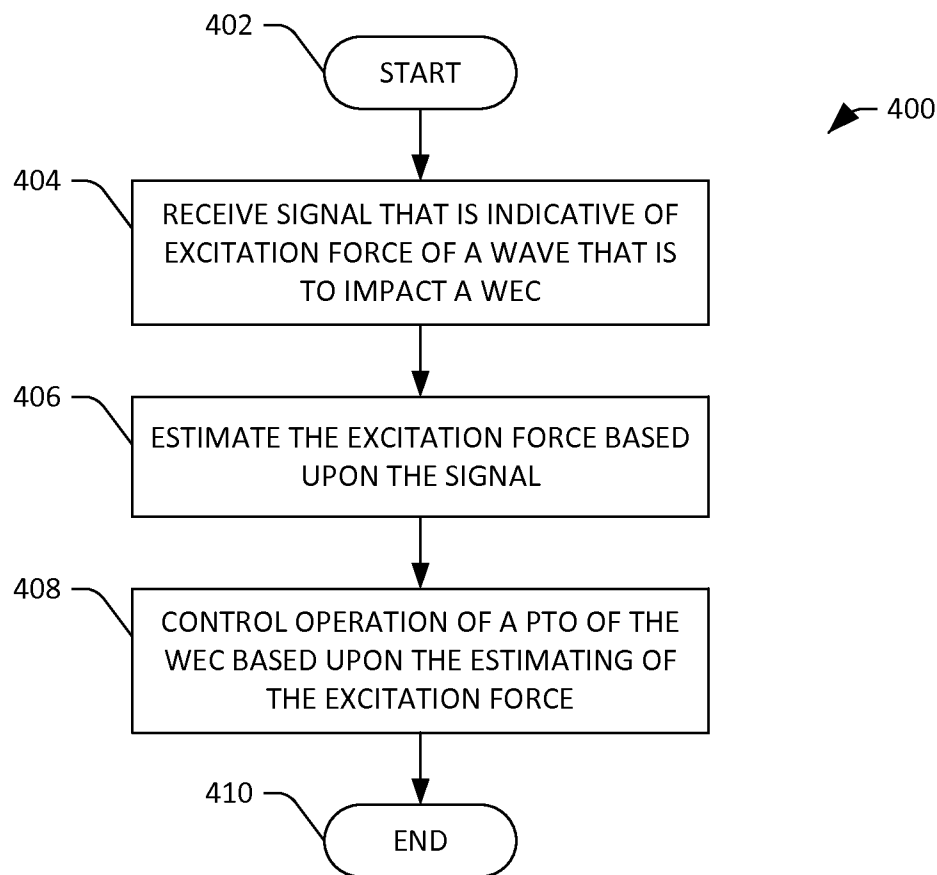 402
START
400
404
RECEIVE SIGNAL THAT IS INDICATIVE OF
EXCITATION FORCE OF A WAVE THAT IS
TO IMPACT A WEC
406
ESTIMATE THE EXCITATION FORCE BASED
UPON THE SIGNAL
408
CONTROL OPERATION OF A PTO OF THE
WEC BASED UPON THE ESTIMATING OF
THE EXCITATION FORCE
410
END